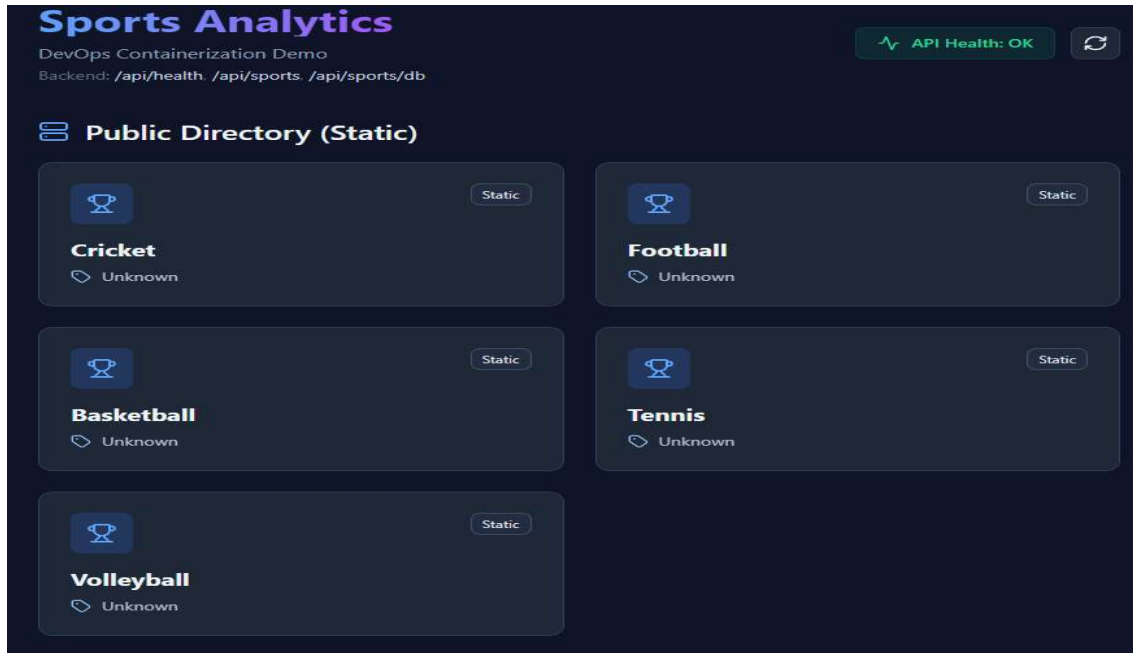 Sports Analytics
DevOps Containerization Demo
API Health: OK
Backend: /api/health, /api/sports, /api/sports/db
Public Directory (Static)
Static
Cricket
Unknown
Static
Football
Unknown
Static
Basketball
Unknown
Static
Tennis
Unknown
Static
Volleyball
Unknown